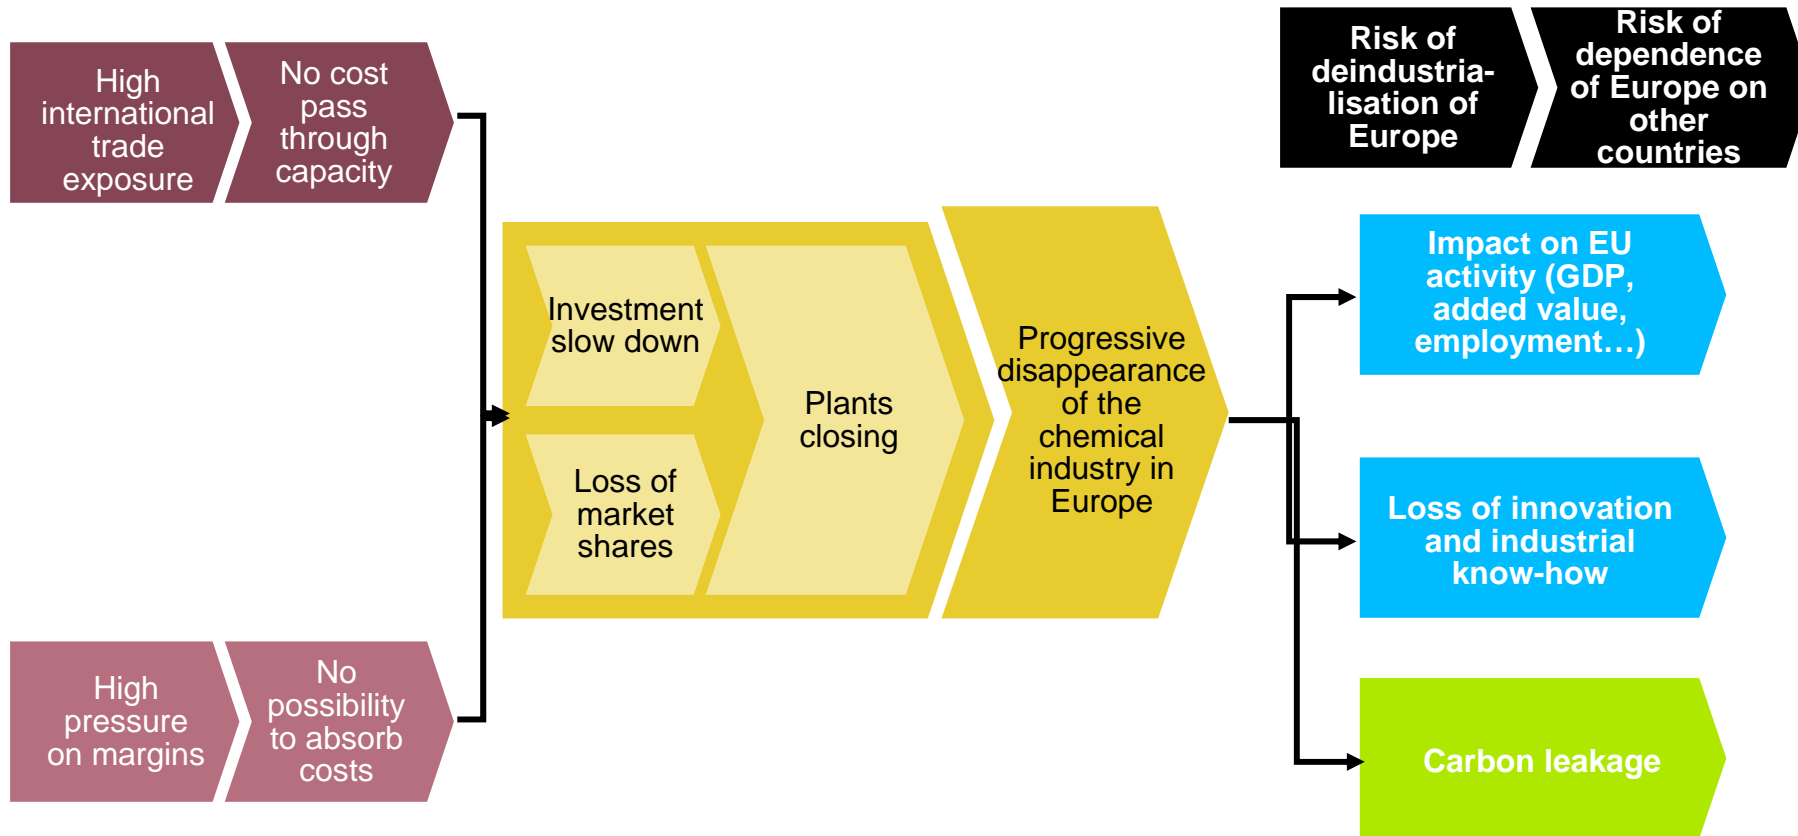 High
international
trade
exposure
No cost
pass
through
capacity
Risk of
deindustria-
lisation of
Europe
Risk of
dependence
of Europe on
other
countries
Investment
slow down
Loss of
market
shares
Plants
closing
Progressive
disappearance
of the
chemical
industry in
Europe
Impact on EU
activity (GDP,
added value,
employment…)
Loss of innovation
and industrial
know-how
Carbon leakage
High
pressure
on margins
No
possibility
to absorb
costs